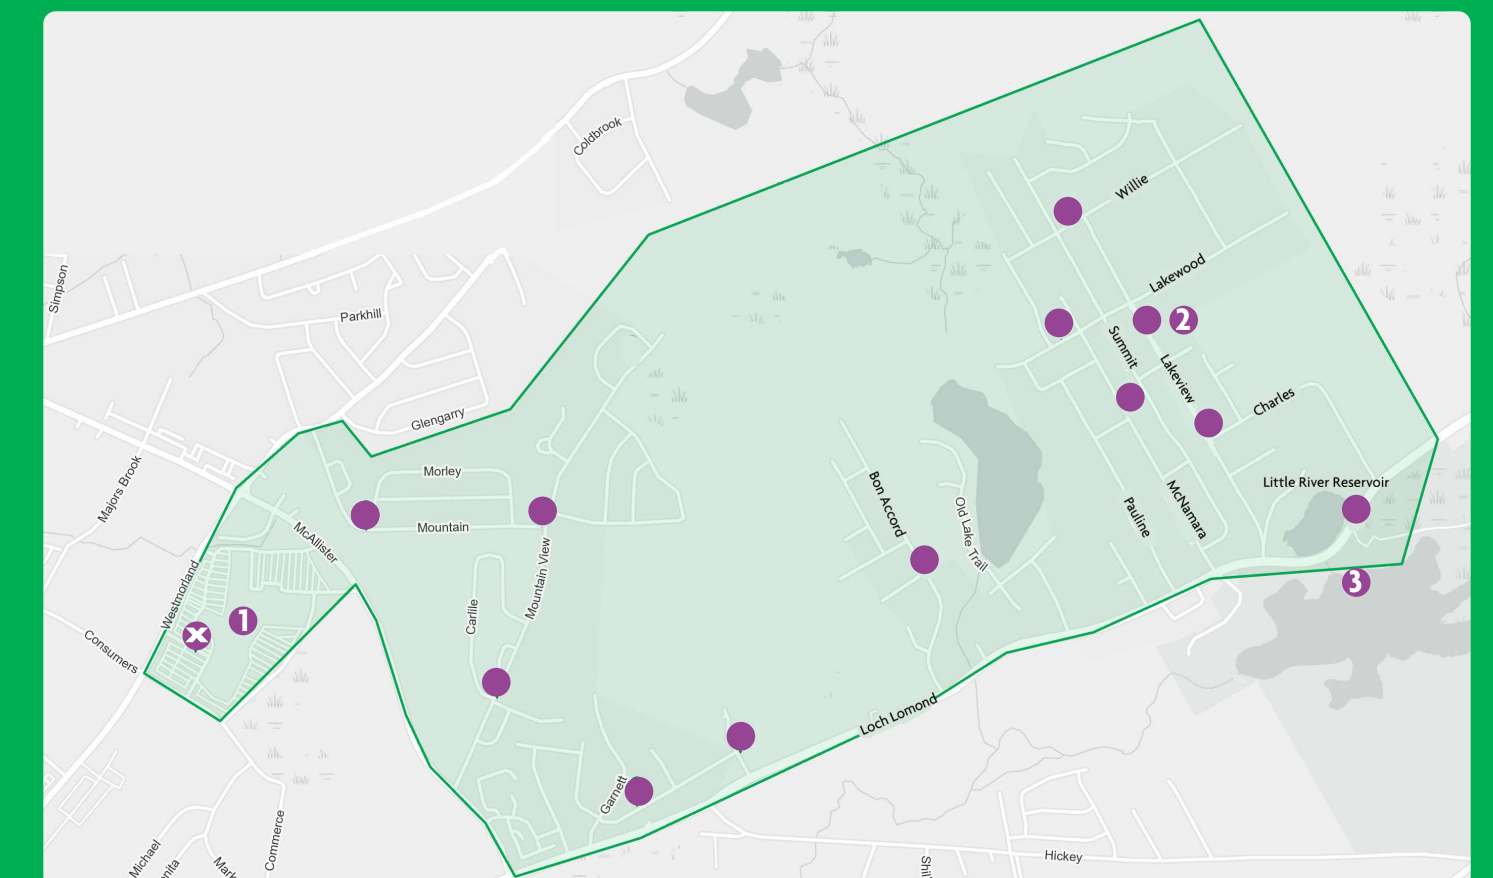 Coldbrook
Willie
Simpson
Lakewood
Parkhill
2
Summit
Lakeview
Charles
Glengarry
Morley
Majors Brook
Bon Accord
Little River Reservoir
McNamara
Pauline
Old Lake Trail
Mountain
McAllister
Mountain View
Westmorland
3
Carlile
1
x
Consumers
Loch Lomond
Garnett
Commerce
Michael
Hickey